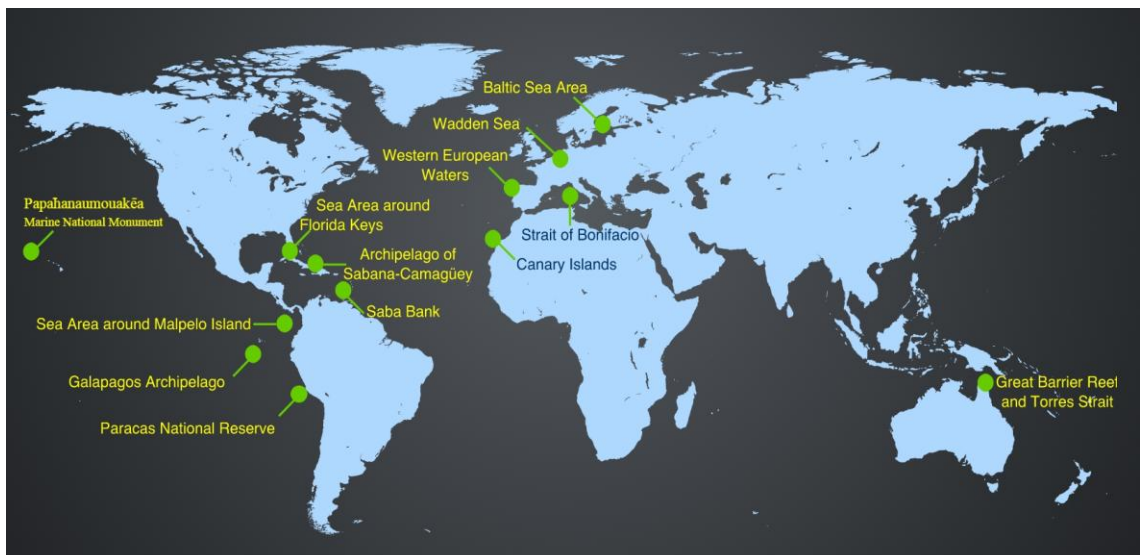 Baltic Sea Area
Wadden Sea
Western European
Waters
Papahanaumouakēa
Marine National Monument
Sea Area around
Florida Keys
Strait of Bonifacio
Archipelago of
Sabana-Camagüey
Canary Islands
Saba Bank
Sea Area around Malpelo Island
Galapagos Archipelago
Great Barrier Reef
and Torres Strait
Paracas National Reserve